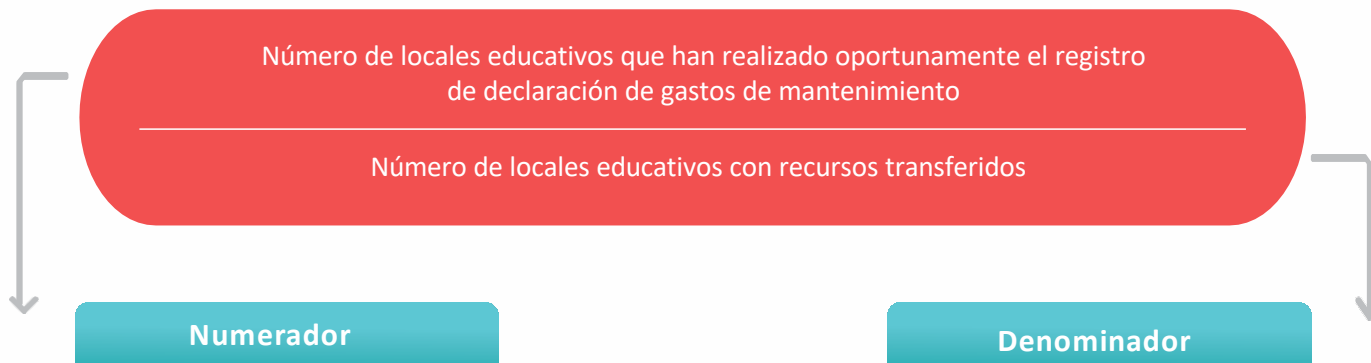 Número de locales educativos que han realizado oportunamente el registro
de declaración de gastos de mantenimiento
Número de locales educativos con recursos transferidos
Numerador
Denominador